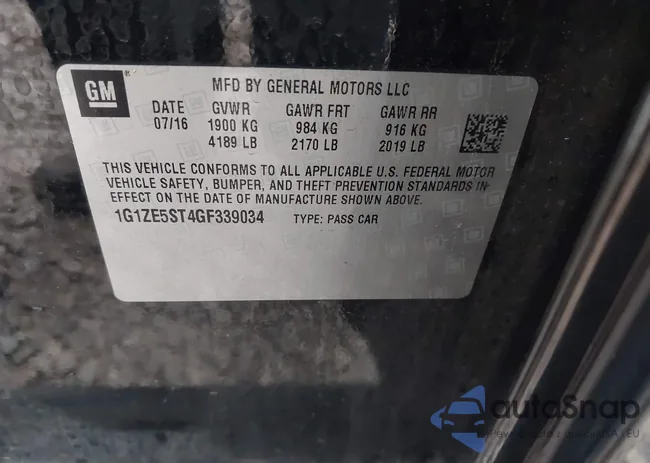 GM
MFD BY GENERAL MOTORS LLC
DATE GVWR GAWR FRT GAWR RR
07/16 1900 KG 984 KG 916 KG
4189 LB 2170 LB 2019 LB
THIS VEHICLE CONFORMS TO ALL APPLICABLE U.S. FEDERAL MOTOR
VEHICLE SAFETY, BUMPER, AND THEFT PREVENTION STANDARDS IN
EFFECT ON THE DATE OF MANUFACTURE SHOWN ABOVE.
1G1ZE5ST4GF339034 TYPE: PASS CAR
autoSnap